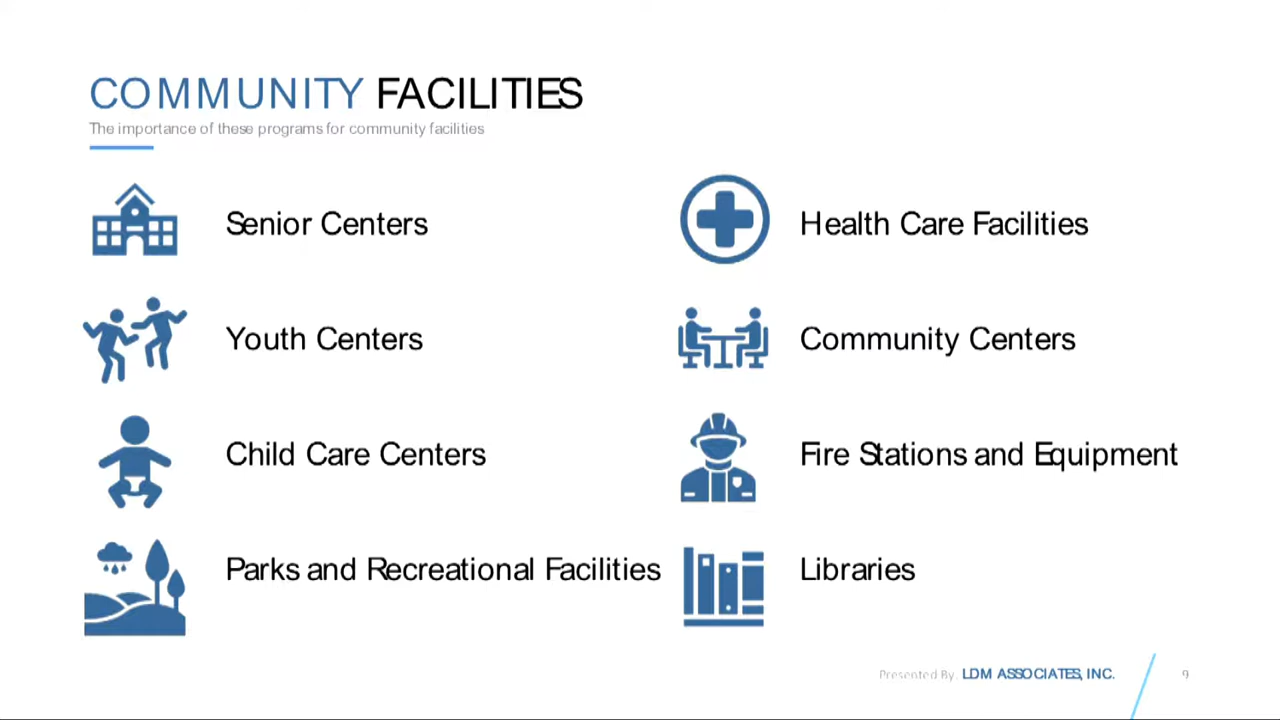 COMMUNITY FACILITIES
The importance of these programs for community facilities
Senior Centers
Health Care Facilities
Youth Centers
Community Centers
Child Care Centers
Fire Stations and Equipment
Parks and Recreational Facilities
Libraries
Presented By. LDM ASSOCIATES, INC.
9